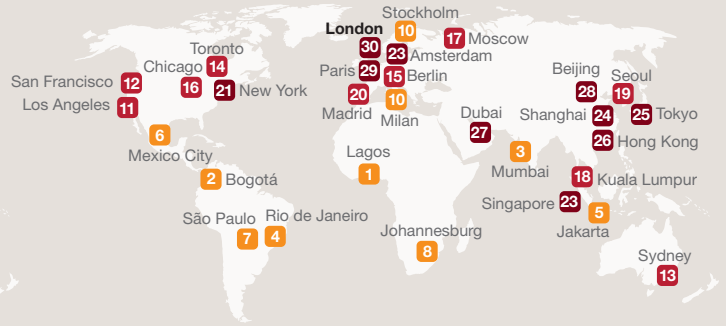 Stockholm
10
London
30
17 Moscow
23 Amsterdam
Toronto
14
Chicago
16
Paris 29
15 Berlin
San Francisco 12
21 New York
Los Angeles 11
20
Madrid
10
Milan
Beijing
28
Seoul
19
Dubai
27
Shanghai 24
25 Tokyo
26 Hong Kong
6
Mexico City
3
Mumbai
Lagos
1
2 Bogotá
18 Kuala Lumpur
Singapore 23
5
Jakarta
São Paulo
7
Rio de Janeiro
4
Johannesburg
8
Sydney
13